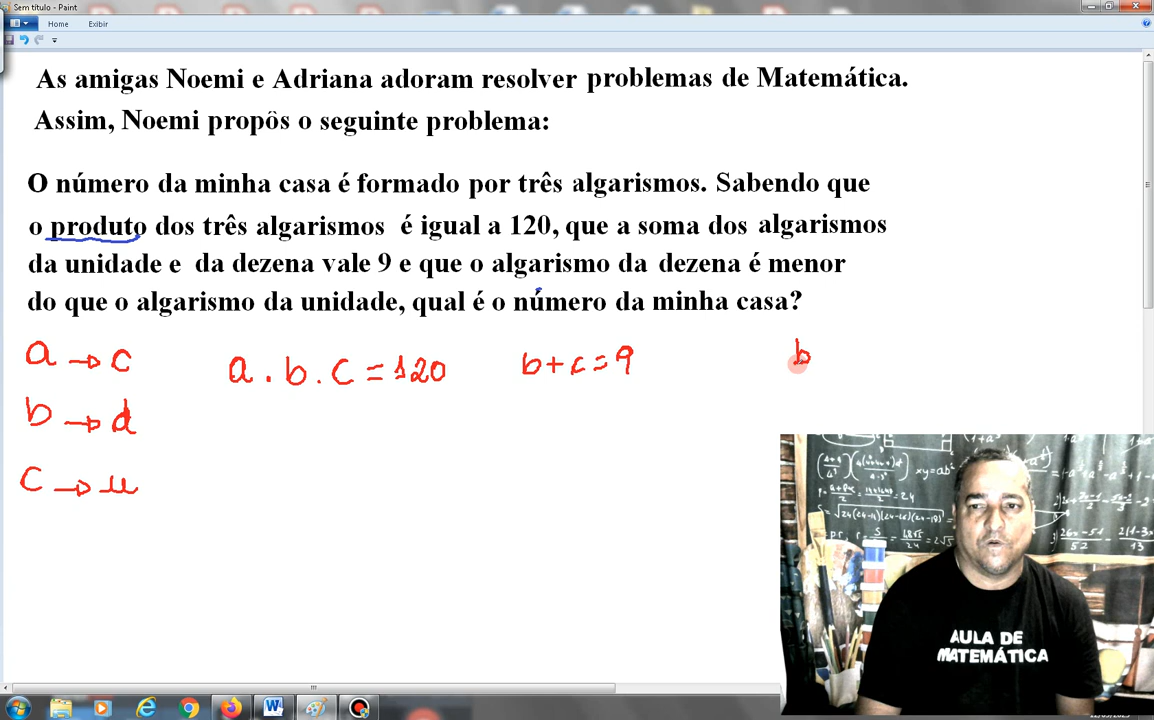 Sem título - Paint
Home Exibir
As amigas Noemi e Adriana adoram resolver problemas de Matemática.
Assim, Noemi propôs o seguinte problema:
O número da minha casa é formado por três algarismos. Sabendo que
o produto dos três algarismos é igual a 120, que a soma dos algarismos
da unidade e da dezena vale 9 e que o algarismo da dezena é menor
do que o algarismo da unidade, qual é o número da minha casa?
a → c
a . b . c = 120
b + c = 9
b
b → d
c → u
AULA DE
MATEMÁTICA